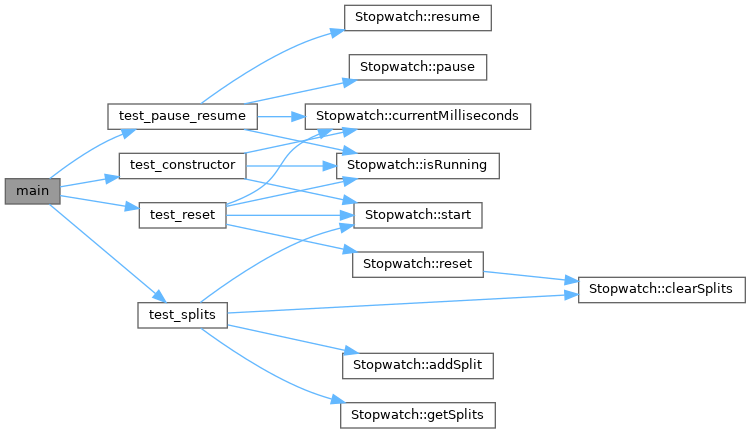 main
test_pause_resume
test_constructor
test_reset
test_splits
Stopwatch::resume
Stopwatch::pause
Stopwatch::currentMilliseconds
Stopwatch::isRunning
Stopwatch::start
Stopwatch::reset
Stopwatch::clearSplits
Stopwatch::addSplit
Stopwatch::getSplits